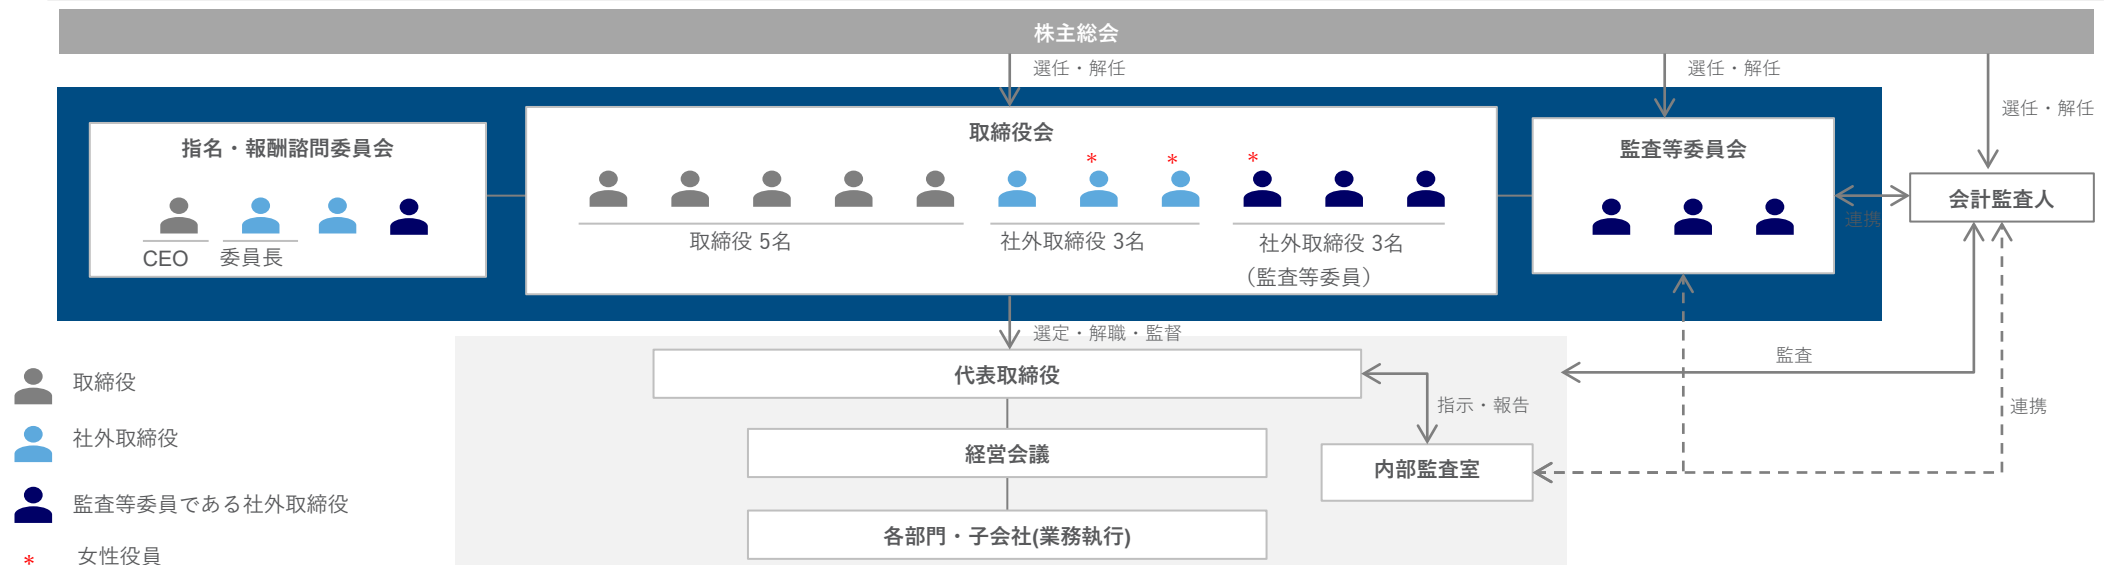 株主総会
選任・解任
選任・解任
選任・解任
指名・報酬諮問委員会
CEO
委員長
取締役会
* * *
取締役 5名
社外取締役 3名
社外取締役 3名
（監査等委員）
監査等委員会
連携
会計監査人
選定・解職・監督
代表取締役
指示・報告
監査
連携
経営会議
内部監査室
各部門・子会社(業務執行)
取締役
社外取締役
監査等委員である社外取締役
* 女性役員